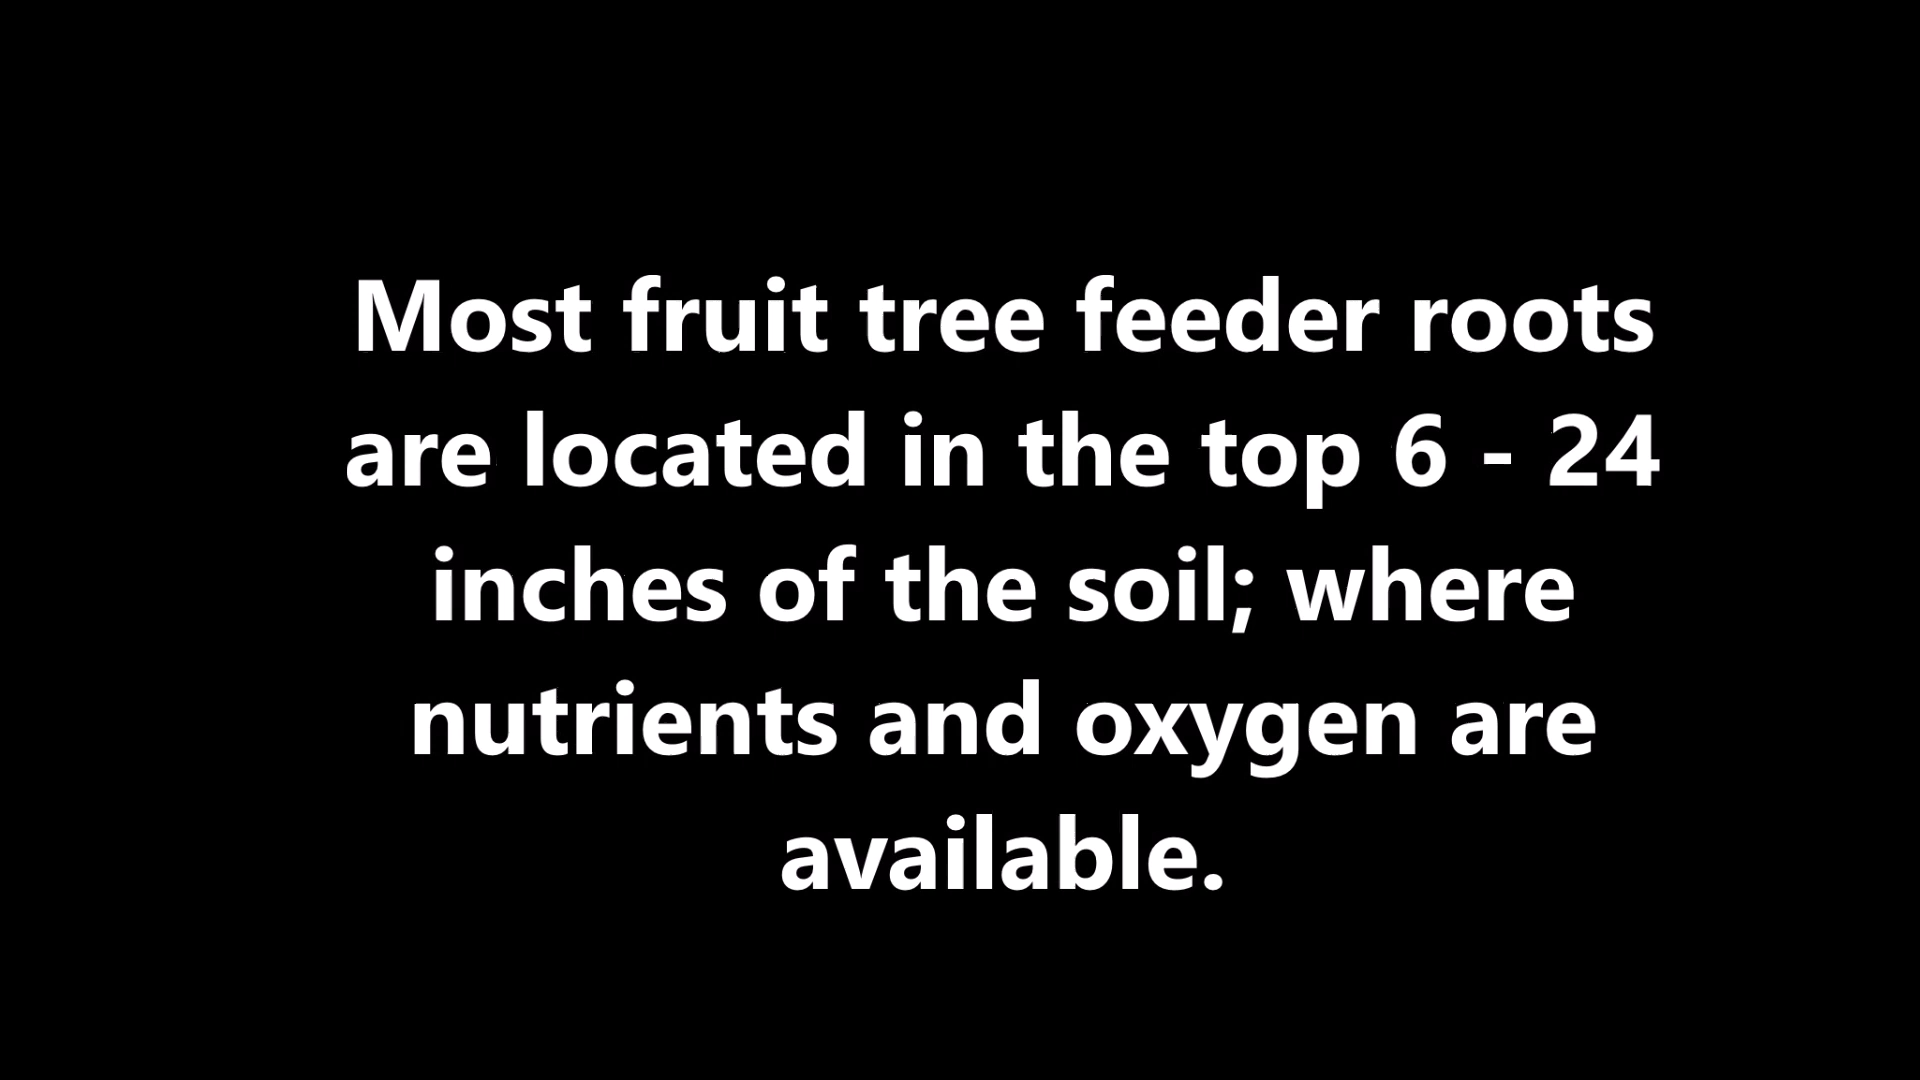 Most fruit tree feeder roots
are located in the top 6 - 24
inches of the soil; where
nutrients and oxygen are
available.